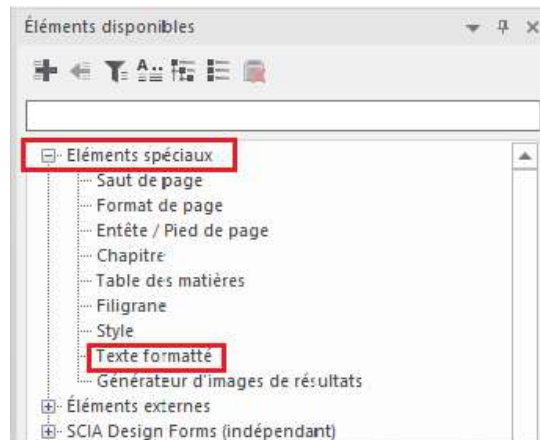 Éléments disponibles
Eléments spéciaux
Saut de page
Format de page
Entête / Pied de page
Chapitre
Table des matières
Filigrane
Style
Texte formatté
Générateur d'images de résultats
Éléments externes
SCIA Design Forms (indépendant)